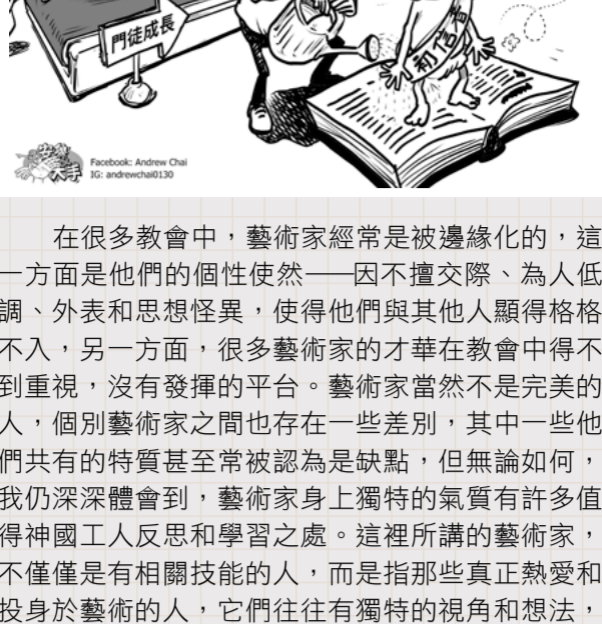 門徒成長
初信者
安德
大手
Facebook: Andrew Chai
IG: andrewchai0130
在很多教會中，藝術家經常是被邊緣化的，這
一方面是他們的個性使然——因不擅交際、為人低
調、外表和思想怪異，使得他們與其他人顯得格格
不入，另一方面，很多藝術家的才華在教會中得不
到重視，沒有發揮的平台。藝術家當然不是完美的
人，個別藝術家之間也存在一些差別，其中一些他
們共有的特質甚至常被認為是缺點，但無論如何，
我仍深深體會到，藝術家身上獨特的氣質有許多值
得神國工人反思和學習之處。這裡所講的藝術家，
不僅僅是有相關技能的人，而是指那些真正熱愛和
投身於藝術的人，它們往往有獨特的視角和想法，